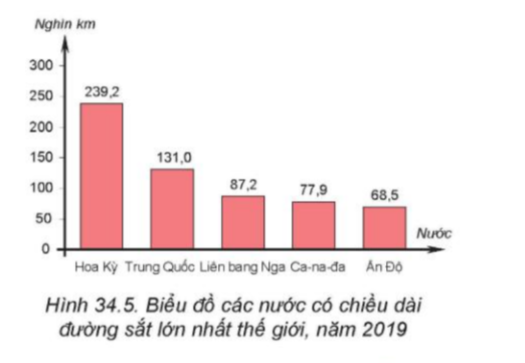 Nghìn km
300
250
200
150
100
50
0
239,2
131,0
87,2
77,9
68,5
Nước
Hoa Kỳ Trung Quốc Liên bang Nga Ca-na-đa Ấn Độ
Hình 34.5. Biểu đồ các nước có chiều dài
đường sắt lớn nhất thế giới, năm 2019